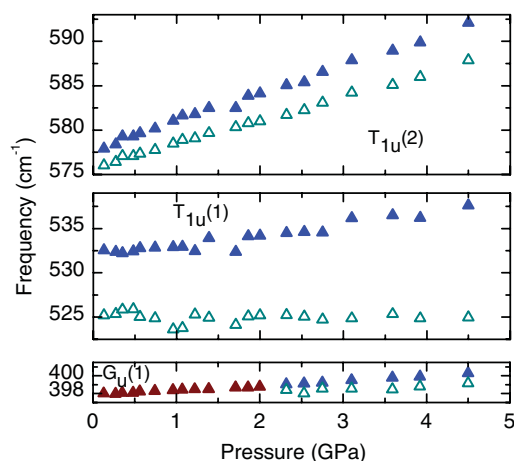 590
585
580
575
T1u(2)
Frequency (cm-1)
T1u(1)
535
530
525
Gu(1)
400
398
0 1 2 3 4 5
Pressure (GPa)